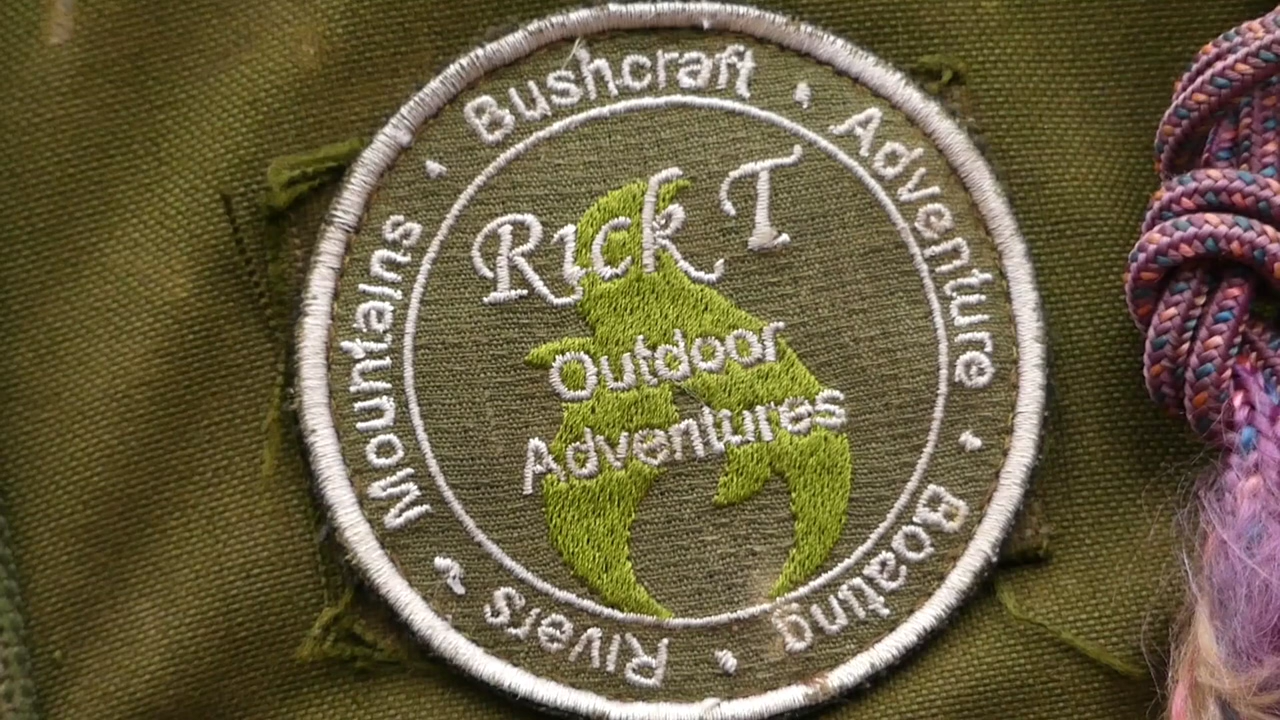 Bushcraft • Adventure • Boating • Rivers • Mountains •
Rick T
Outdoor
Adventures